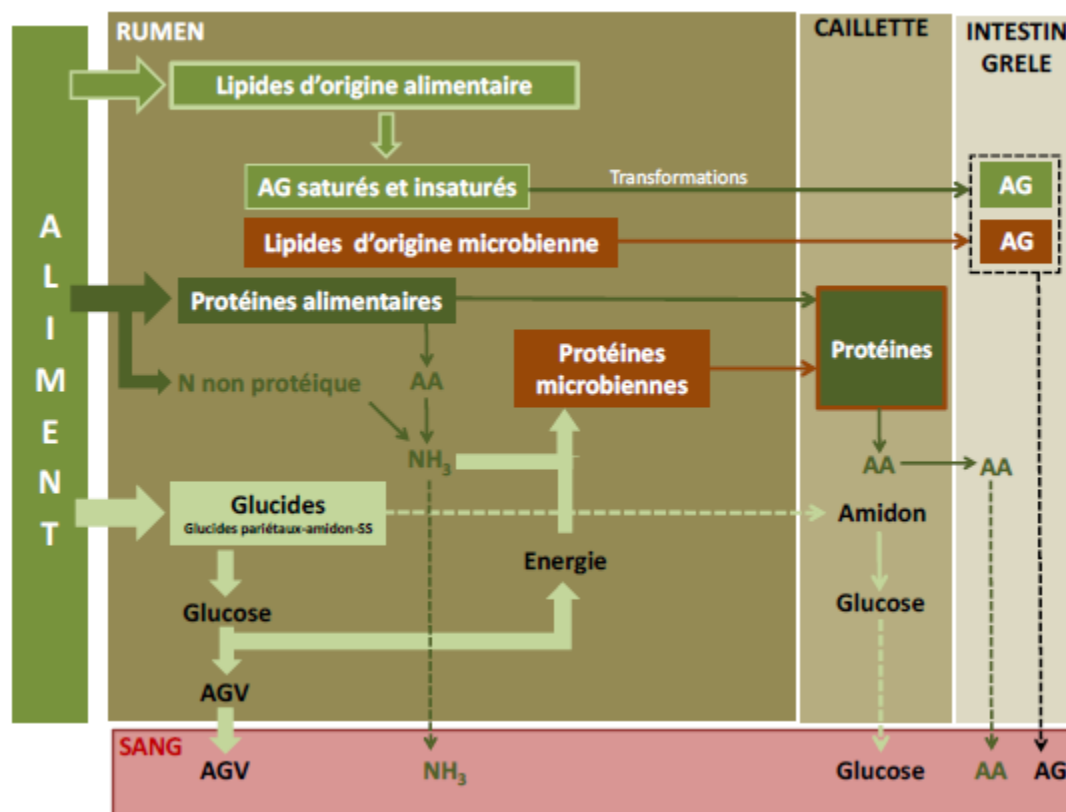 ALIMENT
RUMEN
CAILLETTE
INTESTIN
GRELE
Lipides d'origine alimentaire
AG saturés et insaturés
Transformations
AG
Lipides d'origine microbienne
AG
Protéines alimentaires
Protéines
microbiennes
Protéines
N non protéique
AA
NH₃
AA
AA
Glucides
Glucides pariétaux-amidon-SS
Amidon
Energie
Glucose
Glucose
AGV
SANG
AGV
NH₃
Glucose
AA
AG